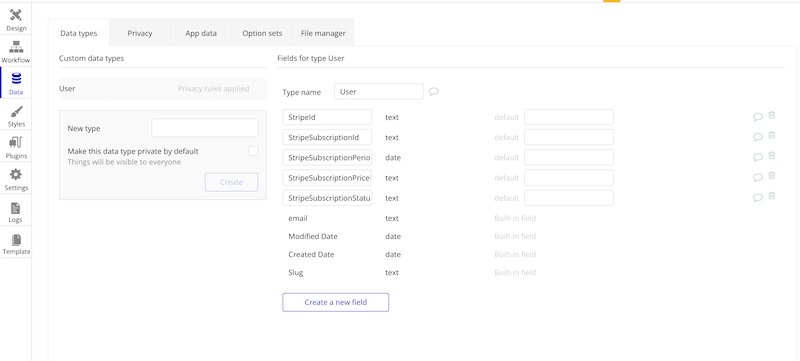 Design
Workflow
Data
Styles
Plugins
Settings
Logs
Template
Data types
Privacy
App data
Option sets
File manager
Custom data types
User
Privacy rules applied
New type
Make this data type private by default
Things will be visible to everyone
Create
Fields for type User
Type name
User
StripeId
text
default
StripeSubscriptionId
text
default
StripeSubscriptionPerio
date
default
StripeSubscriptionPrice
text
default
StripeSubscriptionStatu
text
default
email
text
Built-in field
Modified Date
date
Built-in field
Created Date
date
Built-in field
Slug
text
Built-in field
Create a new field